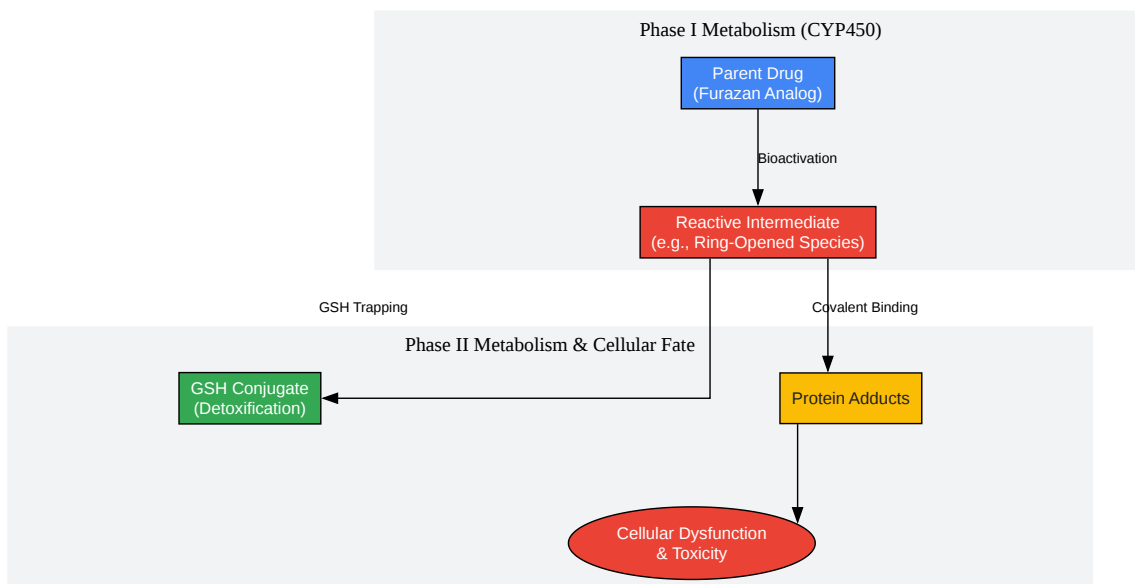 Phase I Metabolism (CYP450)
Parent Drug
(Furazan Analog)
Bioactivation
Reactive Intermediate
(e.g., Ring-Opened Species)
GSH Trapping
Covalent Binding
Phase II Metabolism & Cellular Fate
GSH Conjugate
(Detoxification)
Protein Adducts
Cellular Dysfunction
& Toxicity